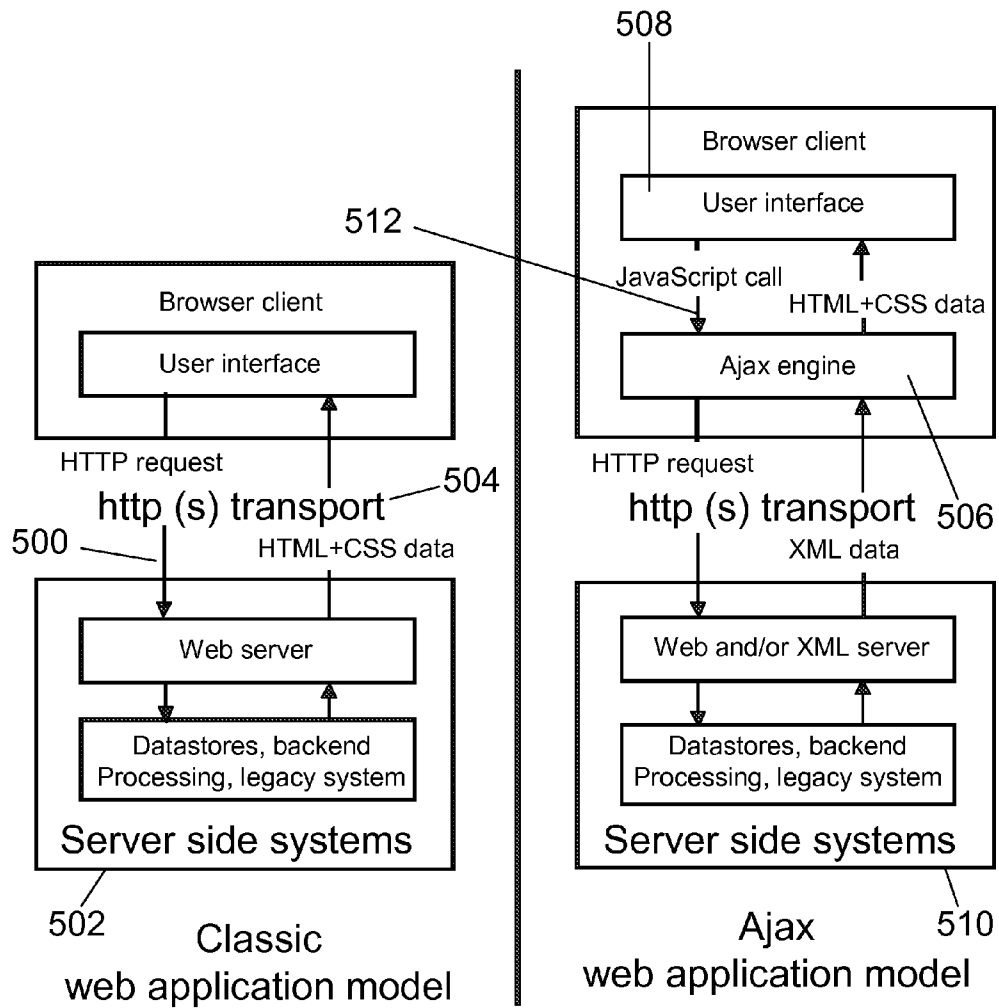 Browser client
User interface
HTTP request
http (s) transport
504
500
HTML+CSS data
Web server
Datastores, backend
Processing, legacy system
Server side systems
502
Classic
web application model
508
Browser client
User interface
512
JavaScript call
HTML+CSS data
Ajax engine
HTTP request
http (s) transport
506
XML data
Web and/or XML server
Datastores, backend
Processing, legacy system
Server side systems
510
Ajax
web application model